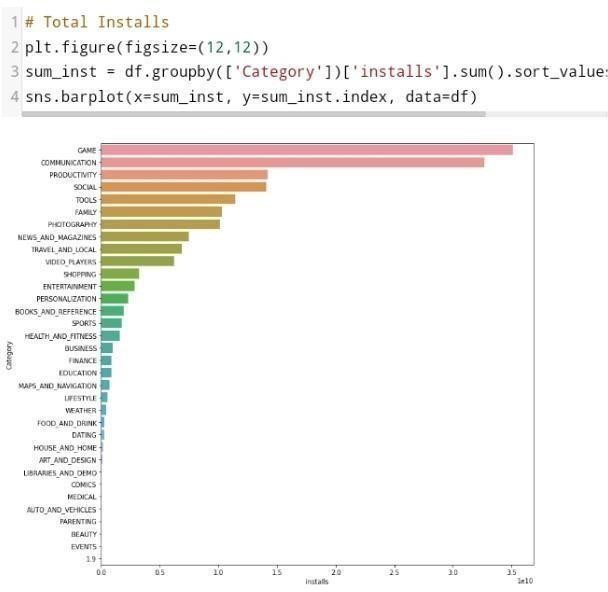 1 # Total Installs
2 plt.figure(figsize=(12,12))
3 sum_inst = df.groupby(['Category'])['installs'].sum().sort_values
4 sns.barplot(x=sum_inst, y=sum_inst.index, data=df)
GAME
COMMUNICATION
PRODUCTIVITY
SOCIAL
TOOLS
FAMILY
PHOTOGRAPHY
NEWS_AND_MAGAZINES
TRAVEL_AND_LOCAL
VIDEO_PLAYERS
SHOPPING
ENTERTAINMENT
PERSONALIZATION
BOOKS_AND_REFERENCE
SPORTS
HEALTH_AND_FITNESS
BUSINESS
FINANCE
EDUCATION
MAPS_AND_NAVIGATION
LIFESTYLE
WEATHER
FOOD_AND_DRINK
DATING
HOUSE_AND_HOME
ART_AND_DESIGN
LIBRARIES_AND_DEMO
COMICS
MEDICAL
AUTO_AND_VEHICLES
PARENTING
BEAUTY
EVENTS
1.9
Category
0.0 0.5 1.0 1.5 2.0 2.5 3.0 3.5
installs
1e10